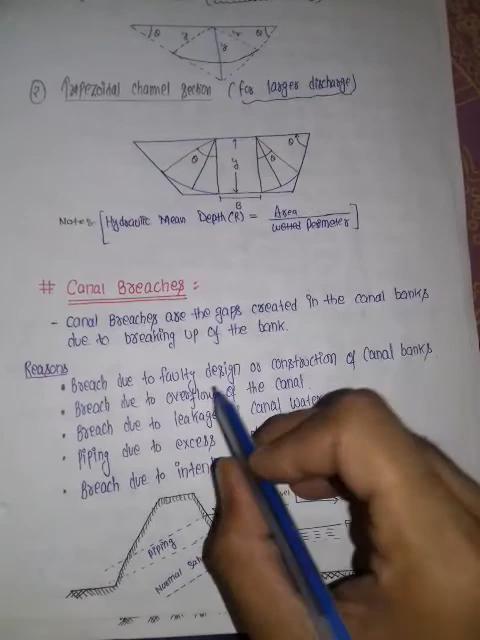 θ r r θ
r
② Trapezoidal channel section (for larger discharge)
θ y θ θ
B
Notes [Hydraulic Mean Depth (R) = Area / Wetted Perimeter]
# Canal Breaches :
- Canal Breaches are the gaps created in the canal banks
due to breaking up of the bank.
Reasons
• Breach due to faulty design or construction of Canal banks.
• Breach due to overflow of the canal.
• Breach due to leakage canal water
• Piping due to excess
• Breach due to
Piping
Normal